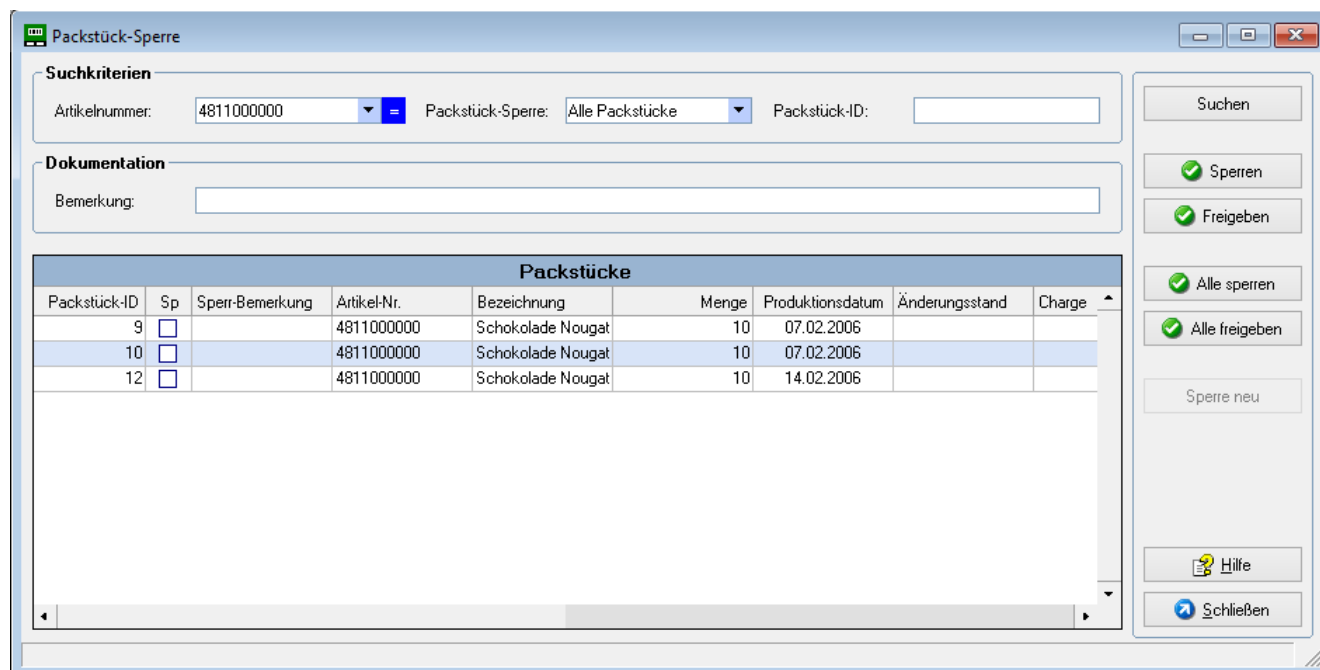 Packstück-Sperre
Suchkriterien
Artikelnummer: 4811000000 = Packstück-Sperre: Alle Packstücke Packstück-ID:
Dokumentation
Bemerkung:
Packstücke
Packstück-ID Sp Sperr-Bemerkung Artikel-Nr. Bezeichnung Menge Produktionsdatum Änderungsstand Charge
9 4811000000 Schokolade Nougat 10 07.02.2006
10 4811000000 Schokolade Nougat 10 07.02.2006
12 4811000000 Schokolade Nougat 10 14.02.2006
Suchen
Sperren
Freigeben
Alle sperren
Alle freigeben
Sperre neu
Hilfe
Schließen